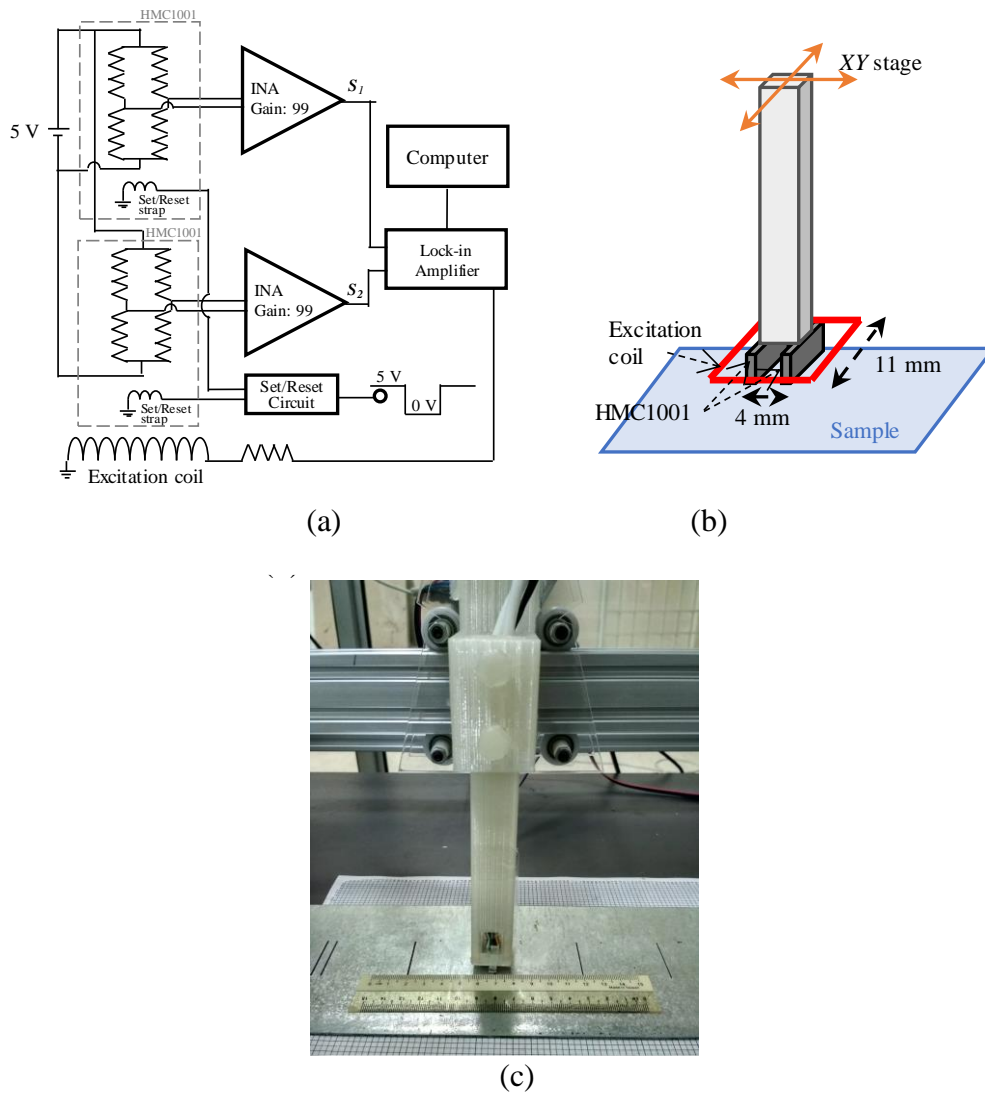 HMC1001
INA
Gain: 99
S1
5 V
Computer
Set/Reset
strap
HMC1001
Lock-in
Amplifier
INA
Gain: 99
S2
Set/Reset
Circuit
5 V
0 V
Set/Reset
strap
Excitation coil
(a)
XY stage
Excitation
coil
11 mm
HMC1001
4 mm
Sample
(b)
(c)